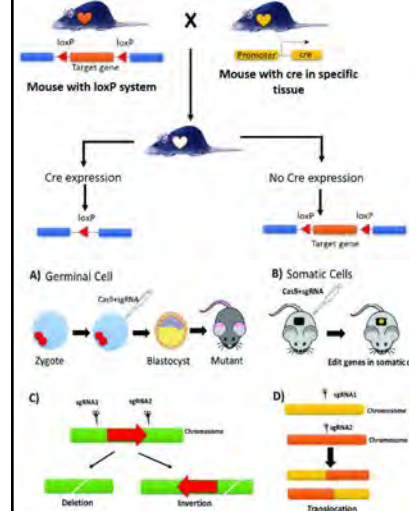 X
loxP loxP
Target gene
Promoter cre
Mouse with loxP system
Mouse with cre in specific
tissue
Cre expression
No Cre expression
loxP
loxP loxP
Target gene
A) Germinal Cell
B) Somatic Cells
Cas9+sgRNA
Cas9+sgRNA
Zygote
Blastocyst
Mutant
Edit genes in somatic c
C)
sgRNA1
sgRNA2
Chromosome
Deletion
Invertion
D)
sgRNA1
Chromosome
sgRNA2
Chromosome
Translocation